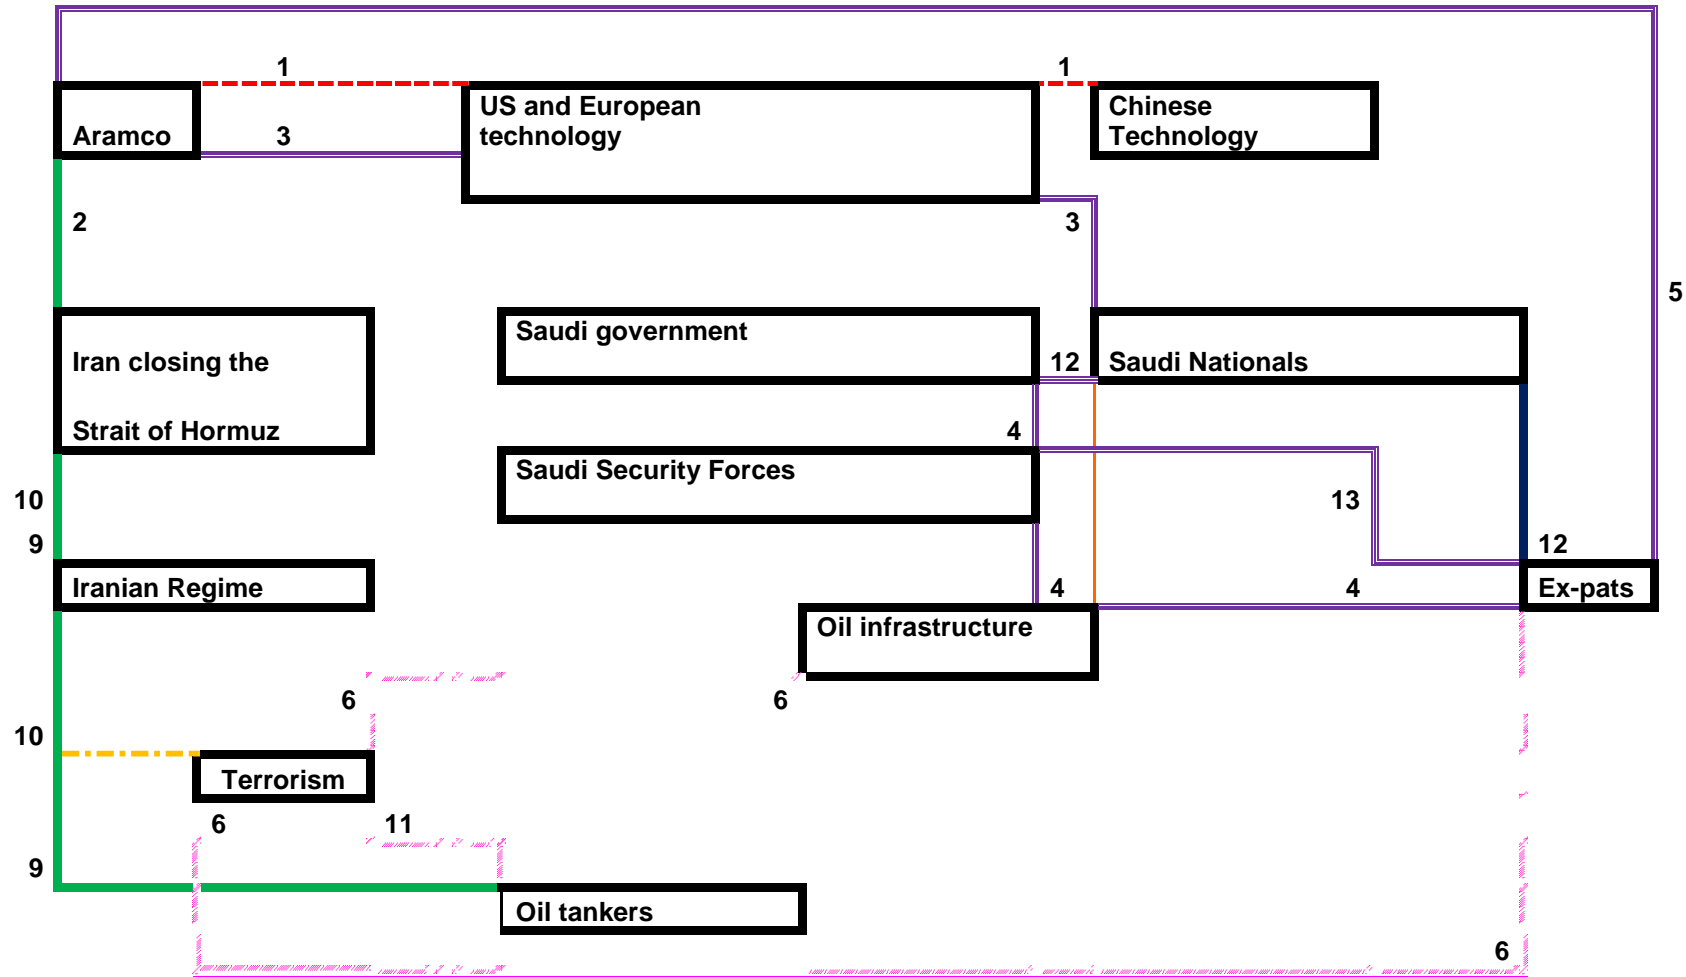 1
1
US and European
technology
Chinese
Technology
Aramco
3
2
3
5
Saudi government
Iran closing the
12
Saudi Nationals
Strait of Hormuz
4
Saudi Security Forces
10
13
9
12
Iranian Regime
4
4
Ex-pats
Oil infrastructure
6
6
10
Terrorism
6
11
9
Oil tankers
6